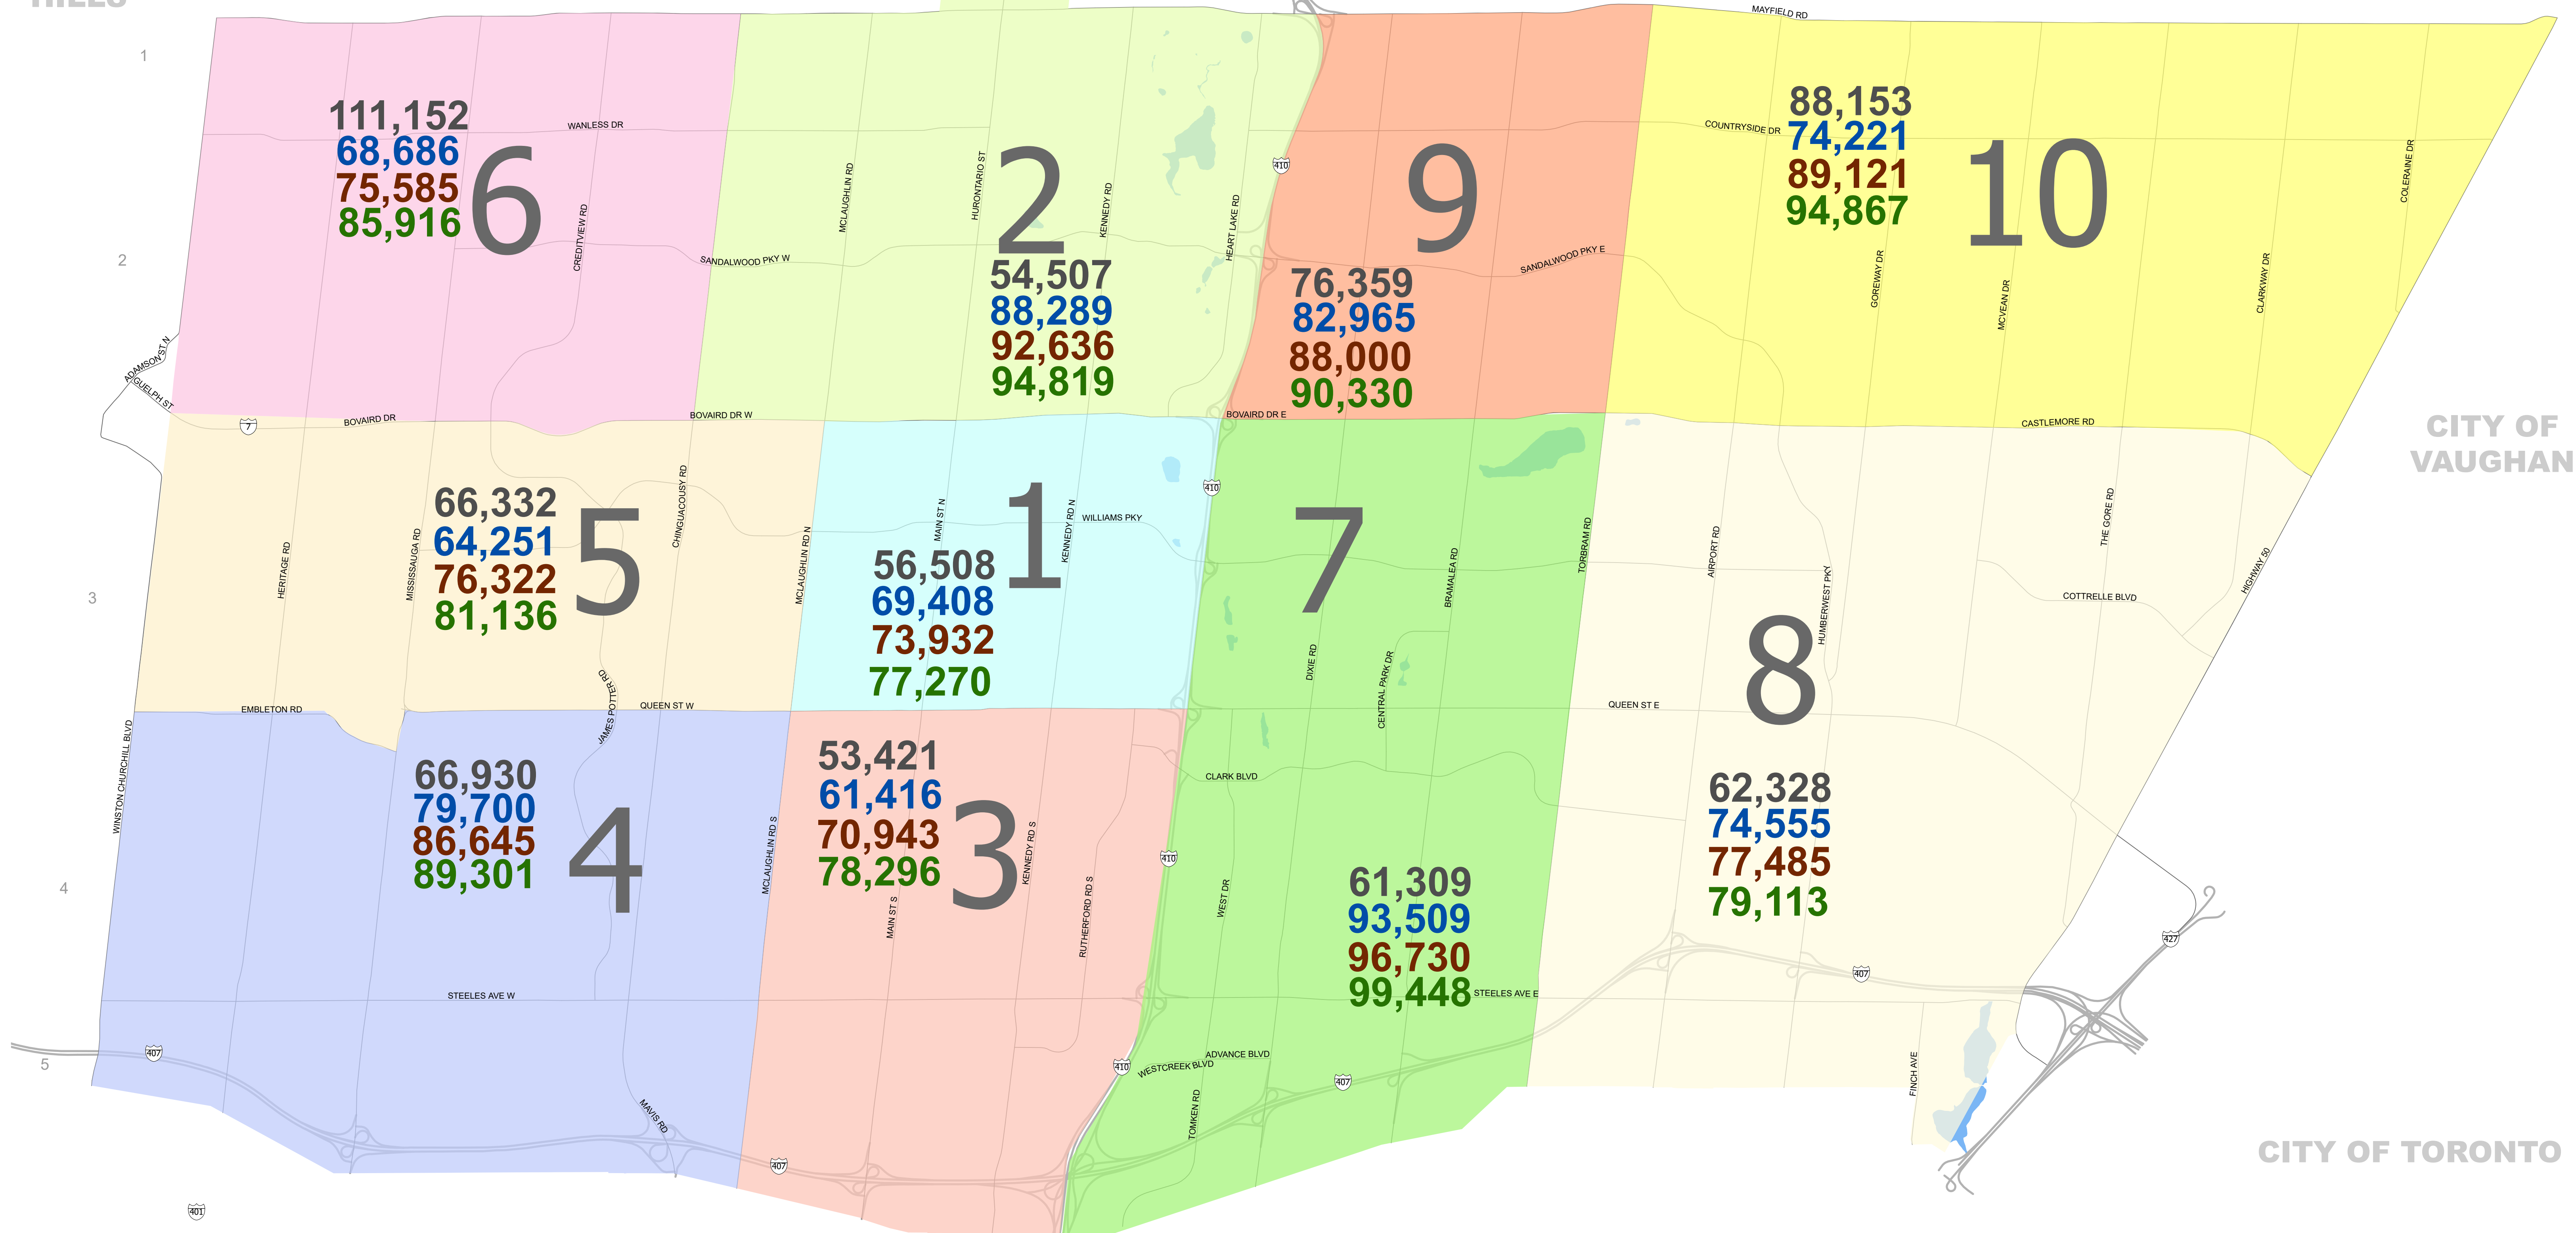 HILLS
MAYFIELD RD
1
111,152
68,686
75,585
85,916
6
WANLESS DR
CREDITVIEW RD
2
54,507
88,289
92,636
94,819
MCLAUGHLIN RD
HURONTARIO ST
KENNEDY RD
HEART LAKE RD
SANDALWOOD PKY W
410
9
76,359
82,965
88,000
90,330
SANDALWOOD PKY E
88,153
74,221
89,121
94,867
10
COUNTRYSIDE DR
GOREWAY DR
MCVEAN DR
CLARKWAY DR
COLERAINE DR
2
ADAMSON ST N
GUELPH ST
7
BOVAIRD DR
BOVAIRD DR W
BOVAIRD DR E
CASTLEMORE RD
CITY OF
VAUGHAN
66,332
64,251
76,322
81,136
5
HERITAGE RD
MISSISSAUGA RD
CHINGUACOUSY RD
MCLAUGHLIN RD N
JAMES POTTER RD
1
56,508
69,408
73,932
77,270
MAIN ST N
KENNEDY RD N
WILLIAMS PKY
410
7
DIXIE RD
CENTRAL PARK DR
BRAMALEA RD
TORBRAM RD
AIRPORT RD
HUMBERWEST PKY
THE GORE RD
COTTRELLE BLVD
HIGHWAY 50
3
8
EMBLETON RD
QUEEN ST W
QUEEN ST E
WINSTON CHURCHILL BLVD
66,930
79,700
86,645
89,301
4
MCLAUGHLIN RD S
53,421
61,416
70,943
78,296
3
MAIN ST S
KENNEDY RD S
RUTHERFORD RD S
410
CLARK BLVD
WEST DR
61,309
93,509
96,730
99,448
62,328
74,555
77,485
79,113
4
427
407
STEELES AVE W
STEELES AVE E
5
407
MAVIS RD
407
410
ADVANCE BLVD
WESTCREEK BLVD
TOMKEN RD
407
FINCH AVE
CITY OF TORONTO
401